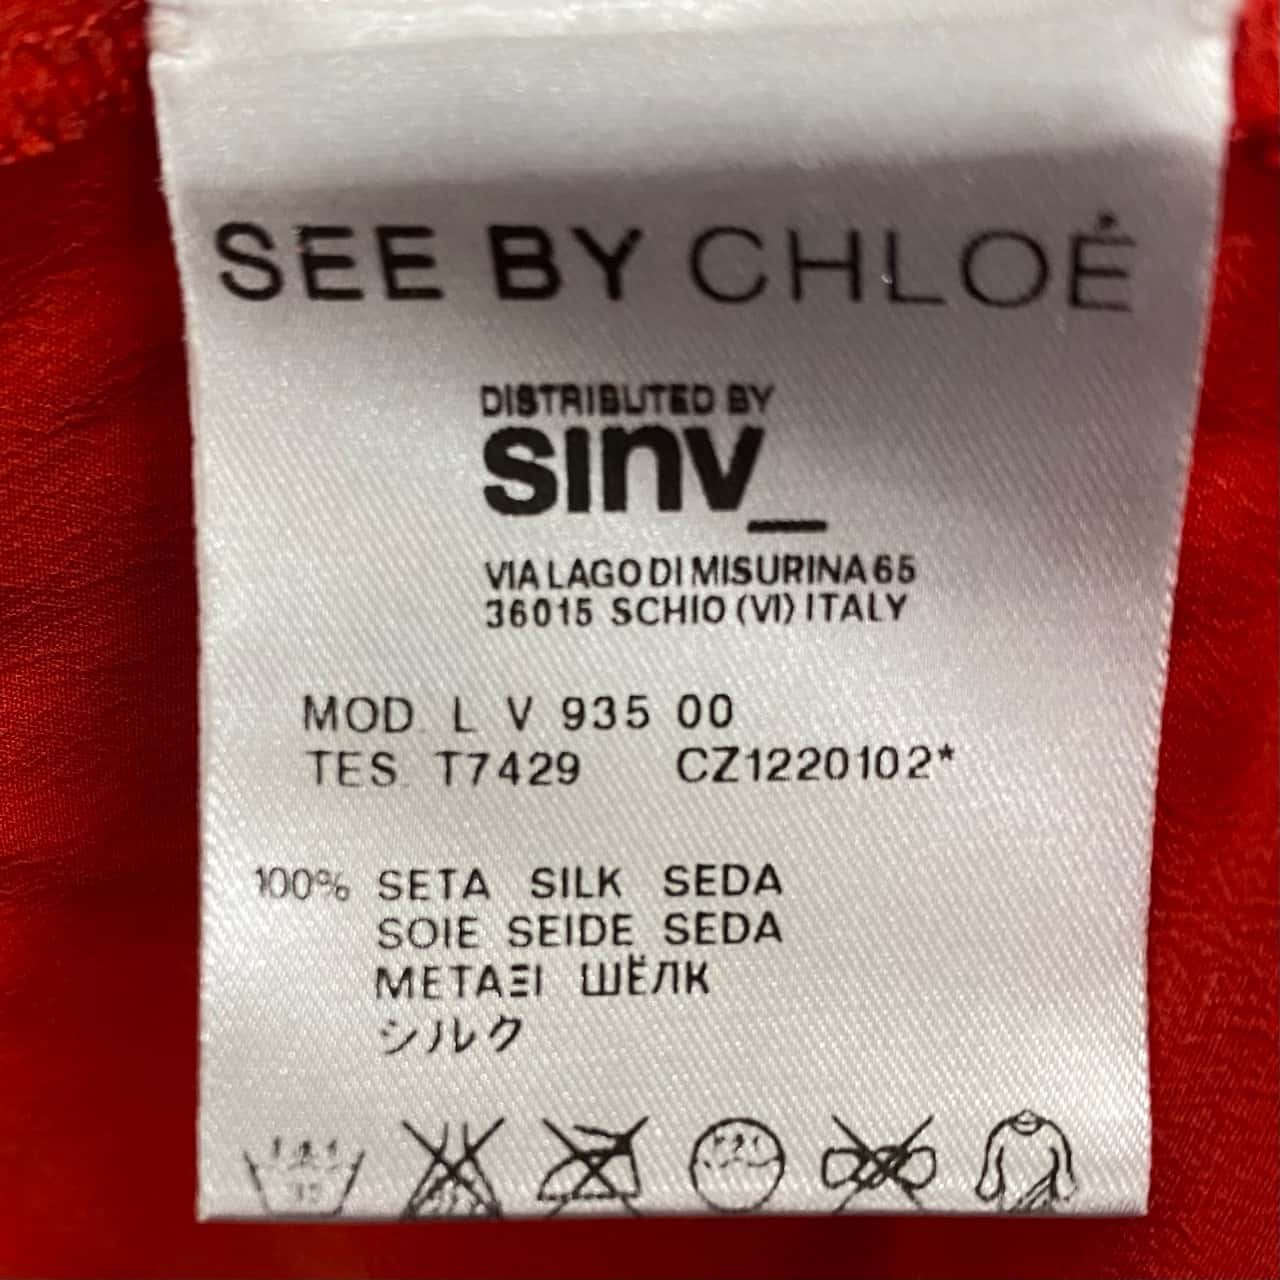 SEE BY CHLOÉ
DISTRIBUTED BY
sınv_
VIA LAGO DI MISURINA 65
36015 SCHIO (VI) ITALY
MOD. L V 935 00
TES. T7429 CZ1220102*
100% SETA SILK SEDA
SOIE SEIDE SEDA
ΜΕΤΑΞΙ ШЁЛК
シルク